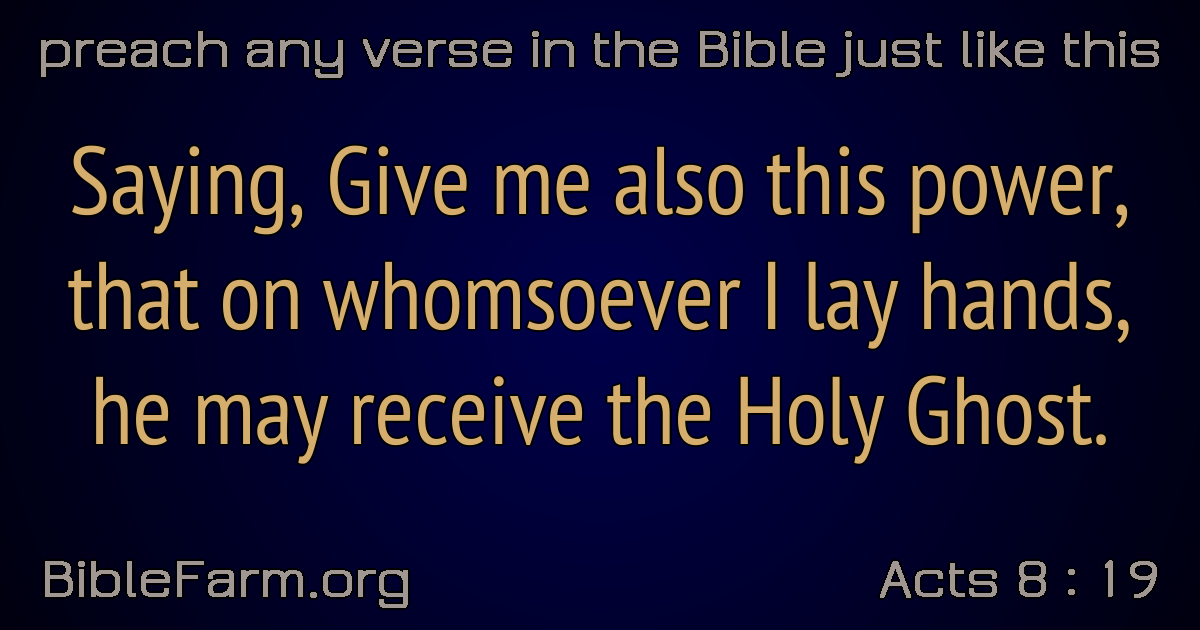 preach any verse in the Bible just like this
Saying, Give me also this power,
that on whomsoever I lay hands,
he may receive the Holy Ghost.
BibleFarm.org
Acts 8 : 19